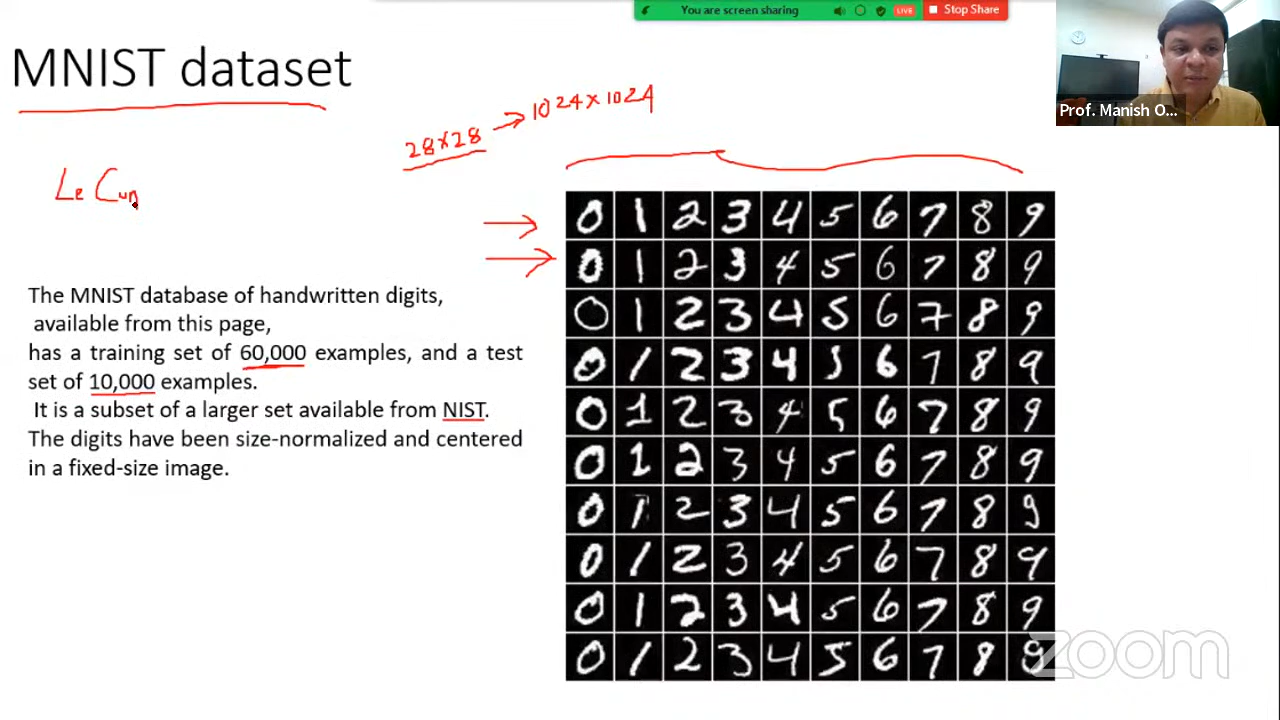 You are screen sharing
LIVE
Stop Share
MNIST dataset
28×28 → 1024×1024
Le Cun
Prof. Manish O...
The MNIST database of handwritten digits,
available from this page,
has a training set of 60,000 examples, and a test
set of 10,000 examples.
It is a subset of a larger set available from NIST.
The digits have been size-normalized and centered
in a fixed-size image.
0 1 2 3 4 5 6 7 8 9
0 1 2 3 4 5 6 7 8 9
0 1 2 3 4 5 6 7 8 9
0 1 2 3 4 5 6 7 8 9
0 1 2 3 4 5 6 7 8 9
0 1 2 3 4 5 6 7 8 9
0 1 2 3 4 5 6 7 8 9
0 1 2 3 4 5 6 7 8 9
0 1 2 3 4 5 6 7 8 9
0 1 2 3 4 5 6 7 8 9
zoom